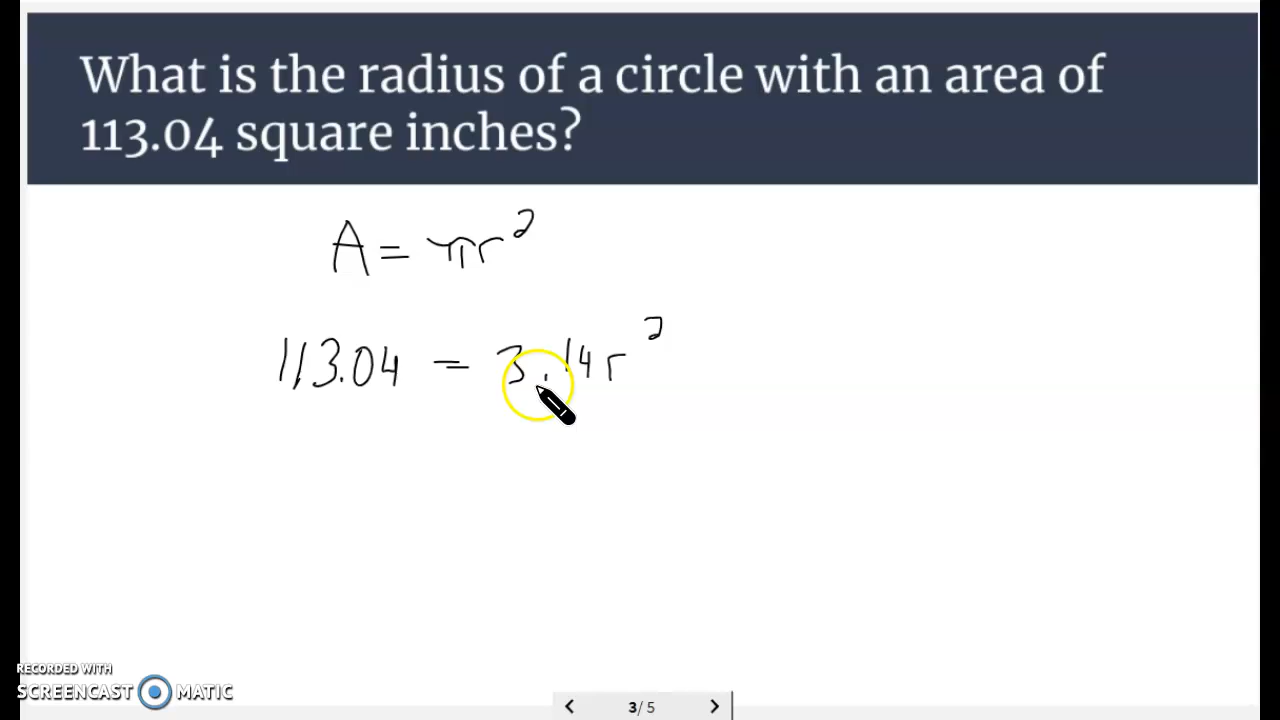 What is the radius of a circle with an area of
113.04 square inches?
A = πr²
113.04 = 3.14r²
RECORDED WITH
SCREENCAST MATIC
3/ 5